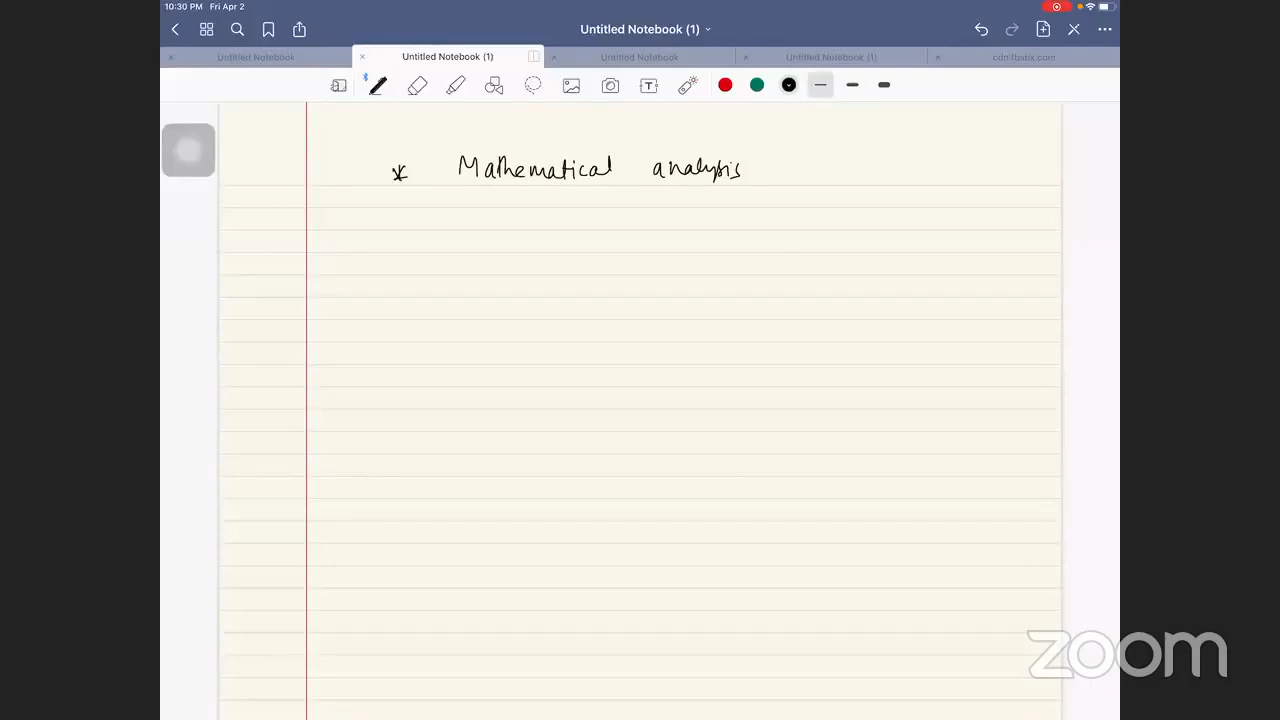 10:30 PM Fri Apr 2
Untitled Notebook (1)
Untitled Notebook
Untitled Notebook (1)
Untitled Notebook
Untitled Notebook (1)
cdn.fbsbx.com
* Mathematical analysis
zoom